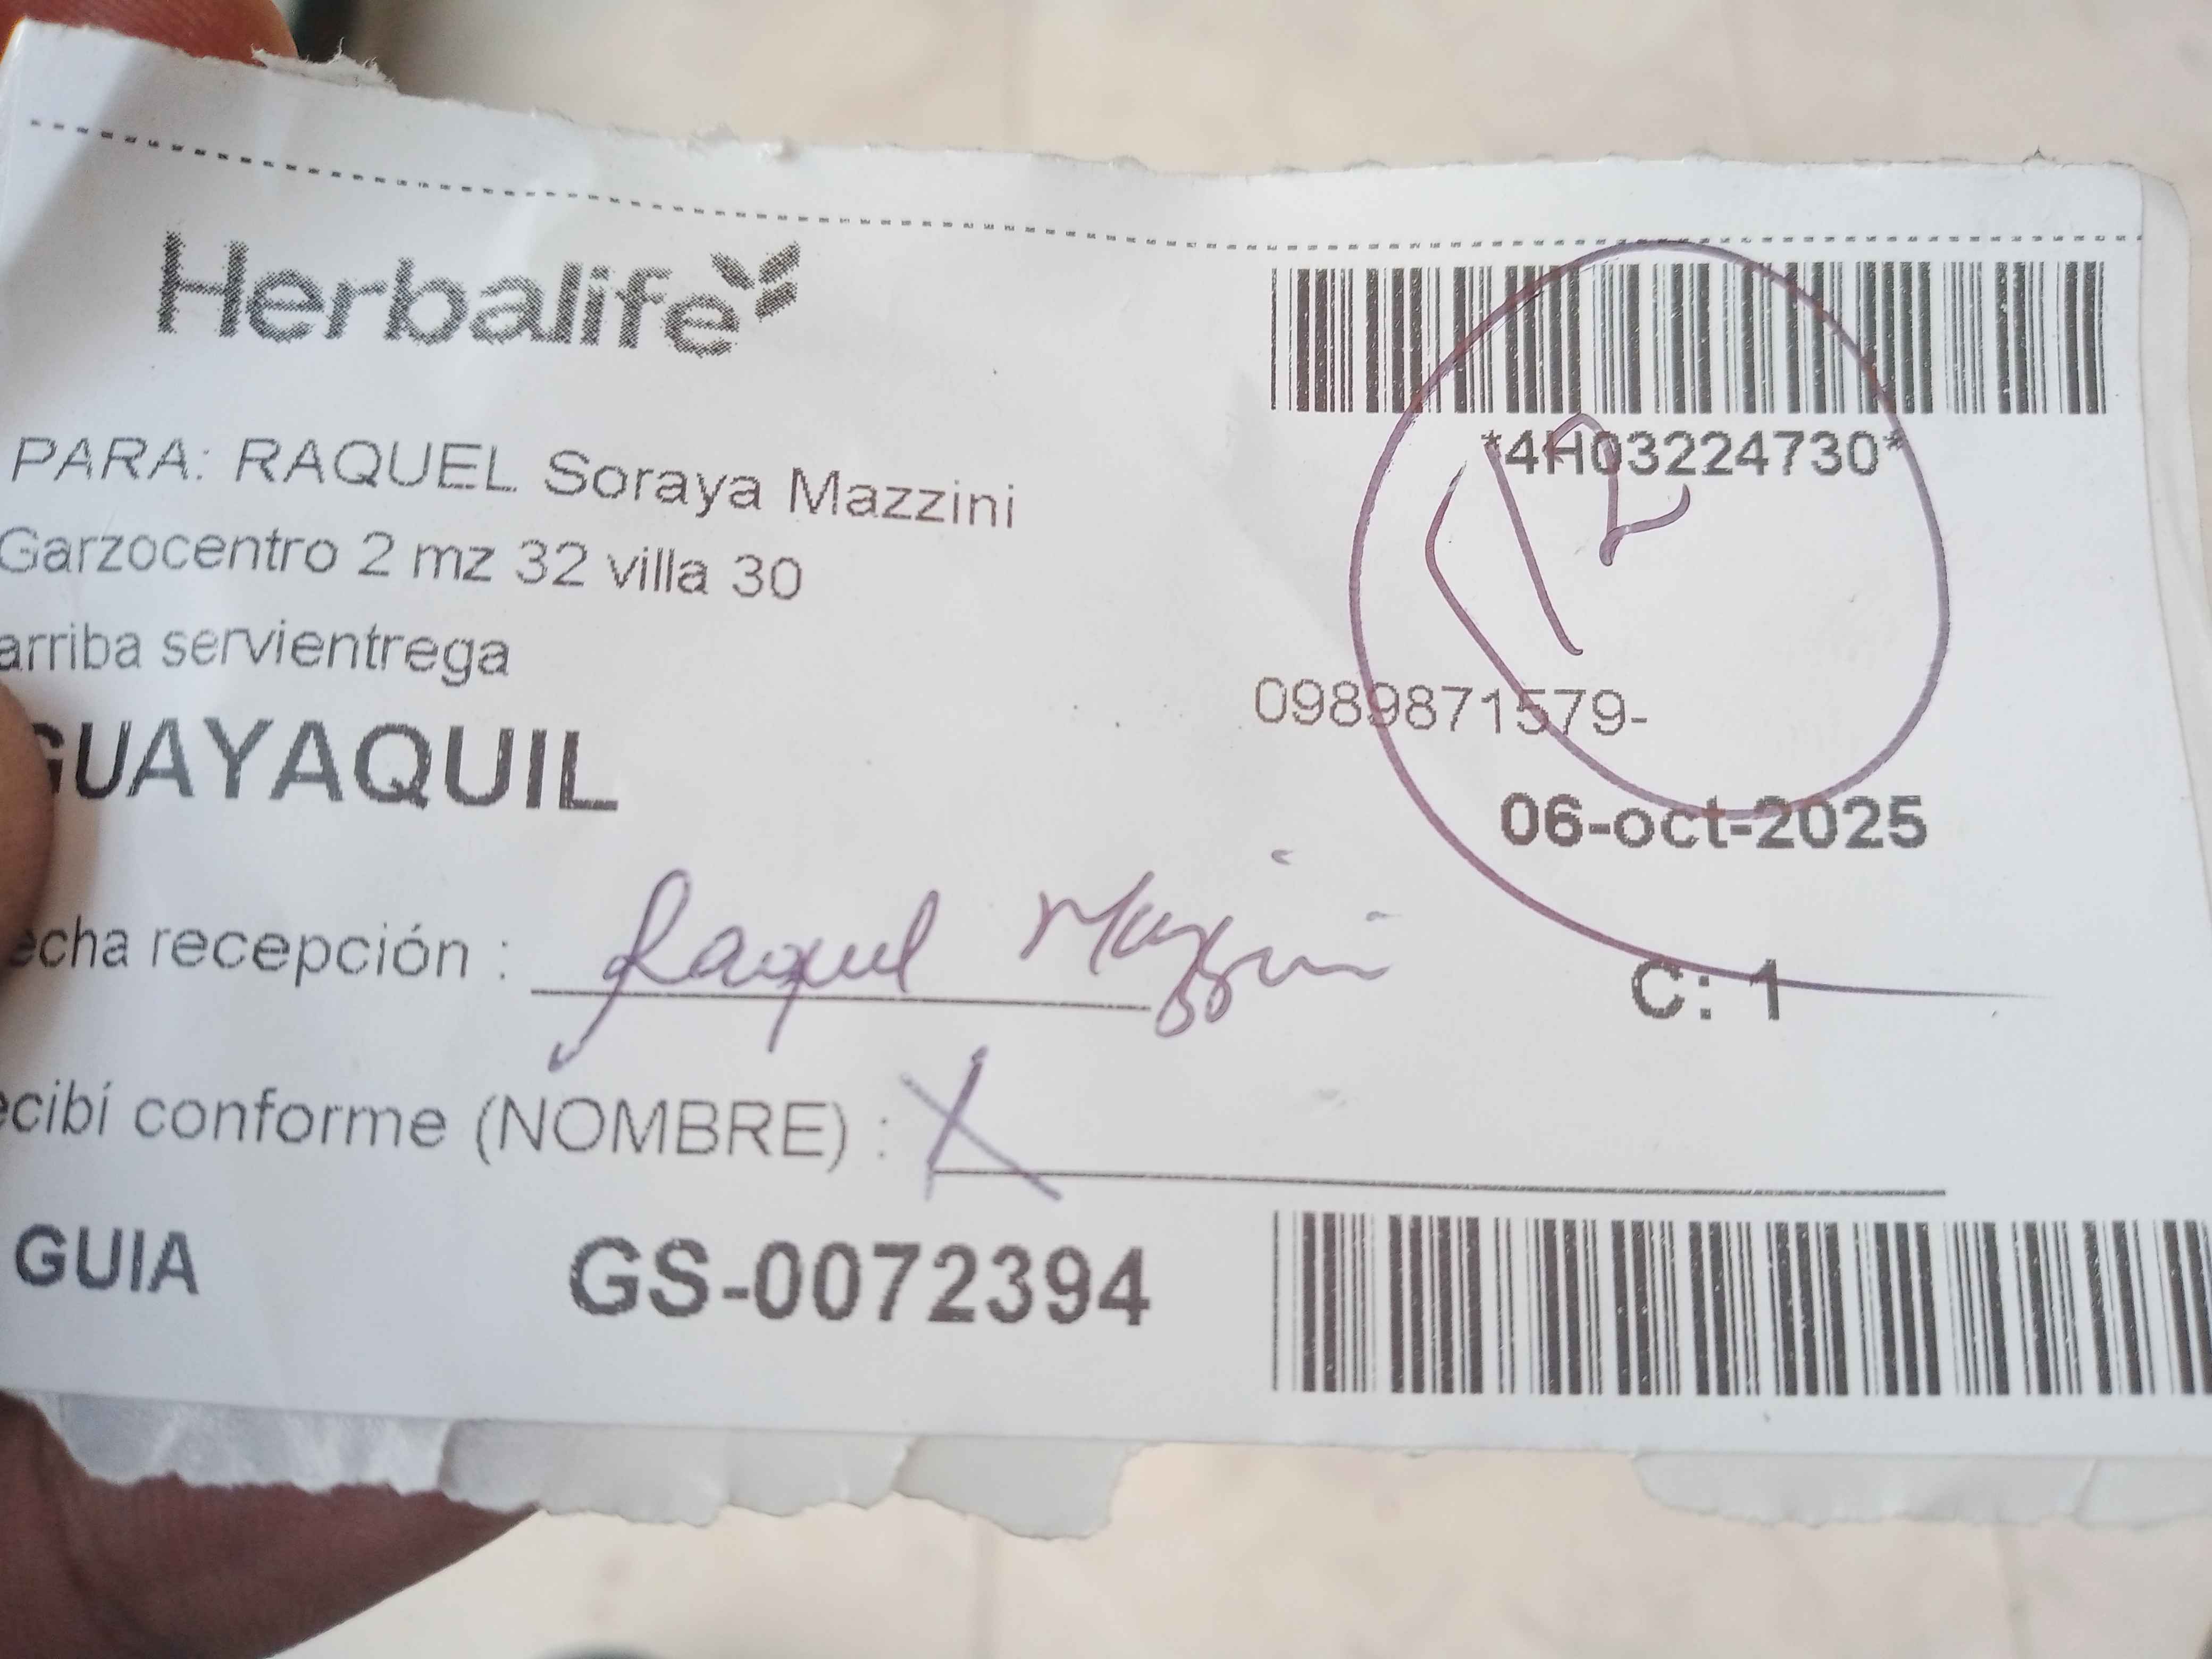 Herbalife
*4H03224730*
12
PARA: RAQUEL Soraya Mazzini
Garzocentro 2 mz 32 villa 30
arriba servientrega
0989871579-
GUAYAQUIL
06-oct-2025
echa recepción : Raquel Mazzini
C: 1
ecibí conforme (NOMBRE) : X
GUIA GS-0072394